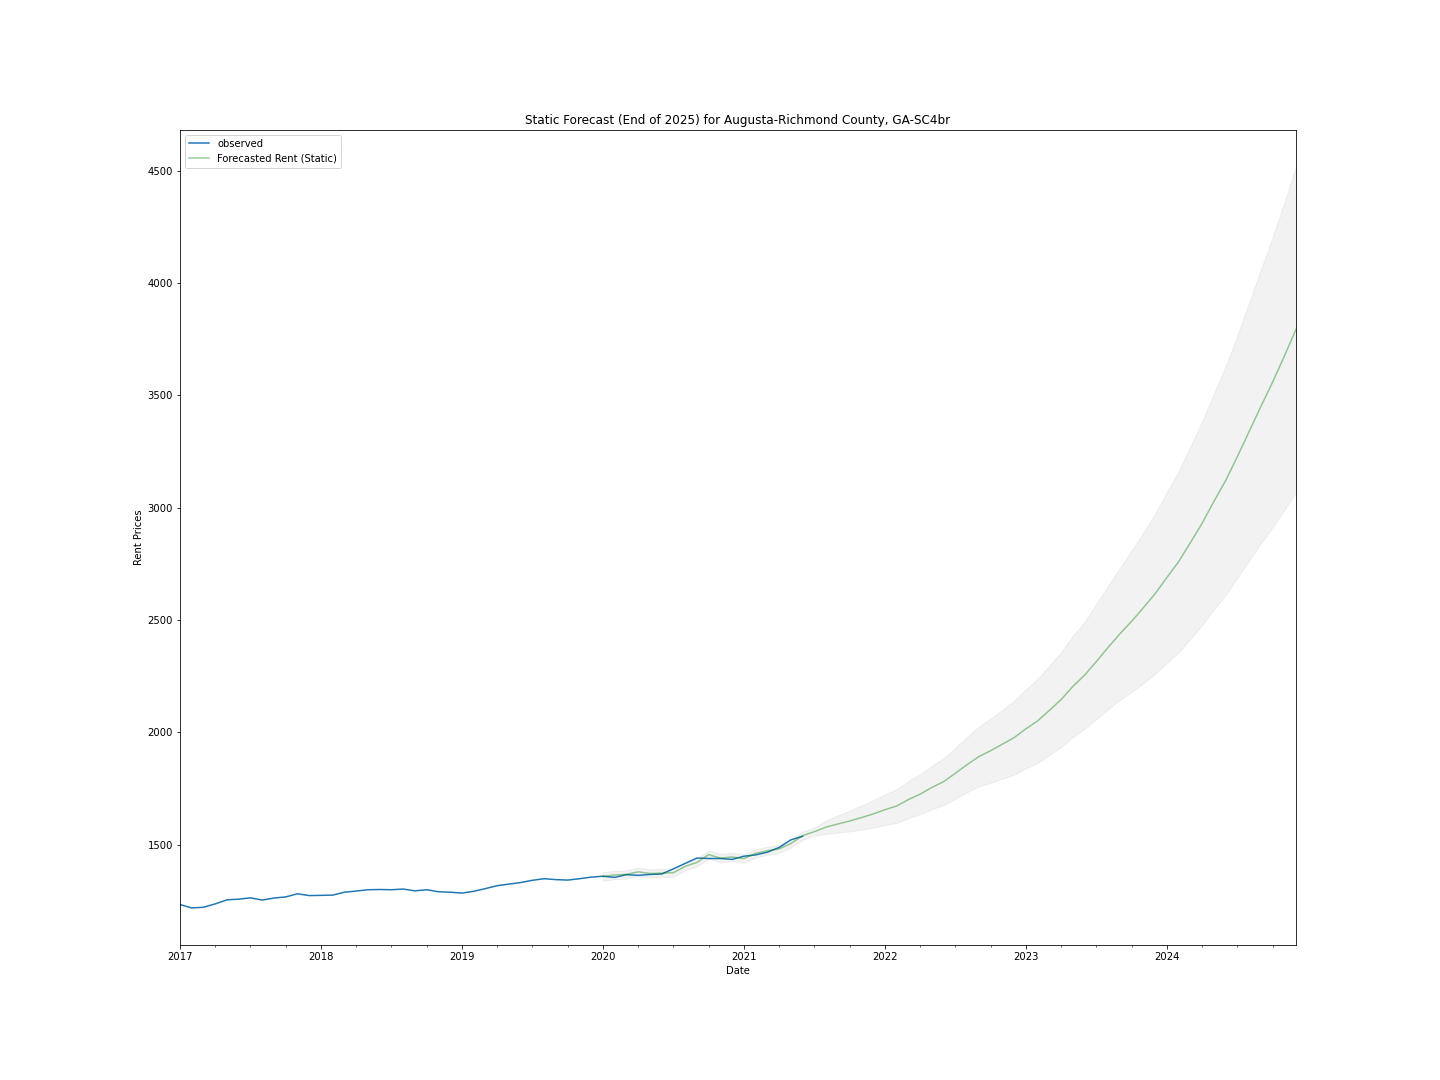 Static Forecast (End of 2025) for Augusta-Richmond County, GA-SC4br
observed
Forecasted Rent (Static)
4500
4000
3500
3000
2500
2000
1500
Rent Prices
2017 2018 2019 2020 2021 2022 2023 2024
Date